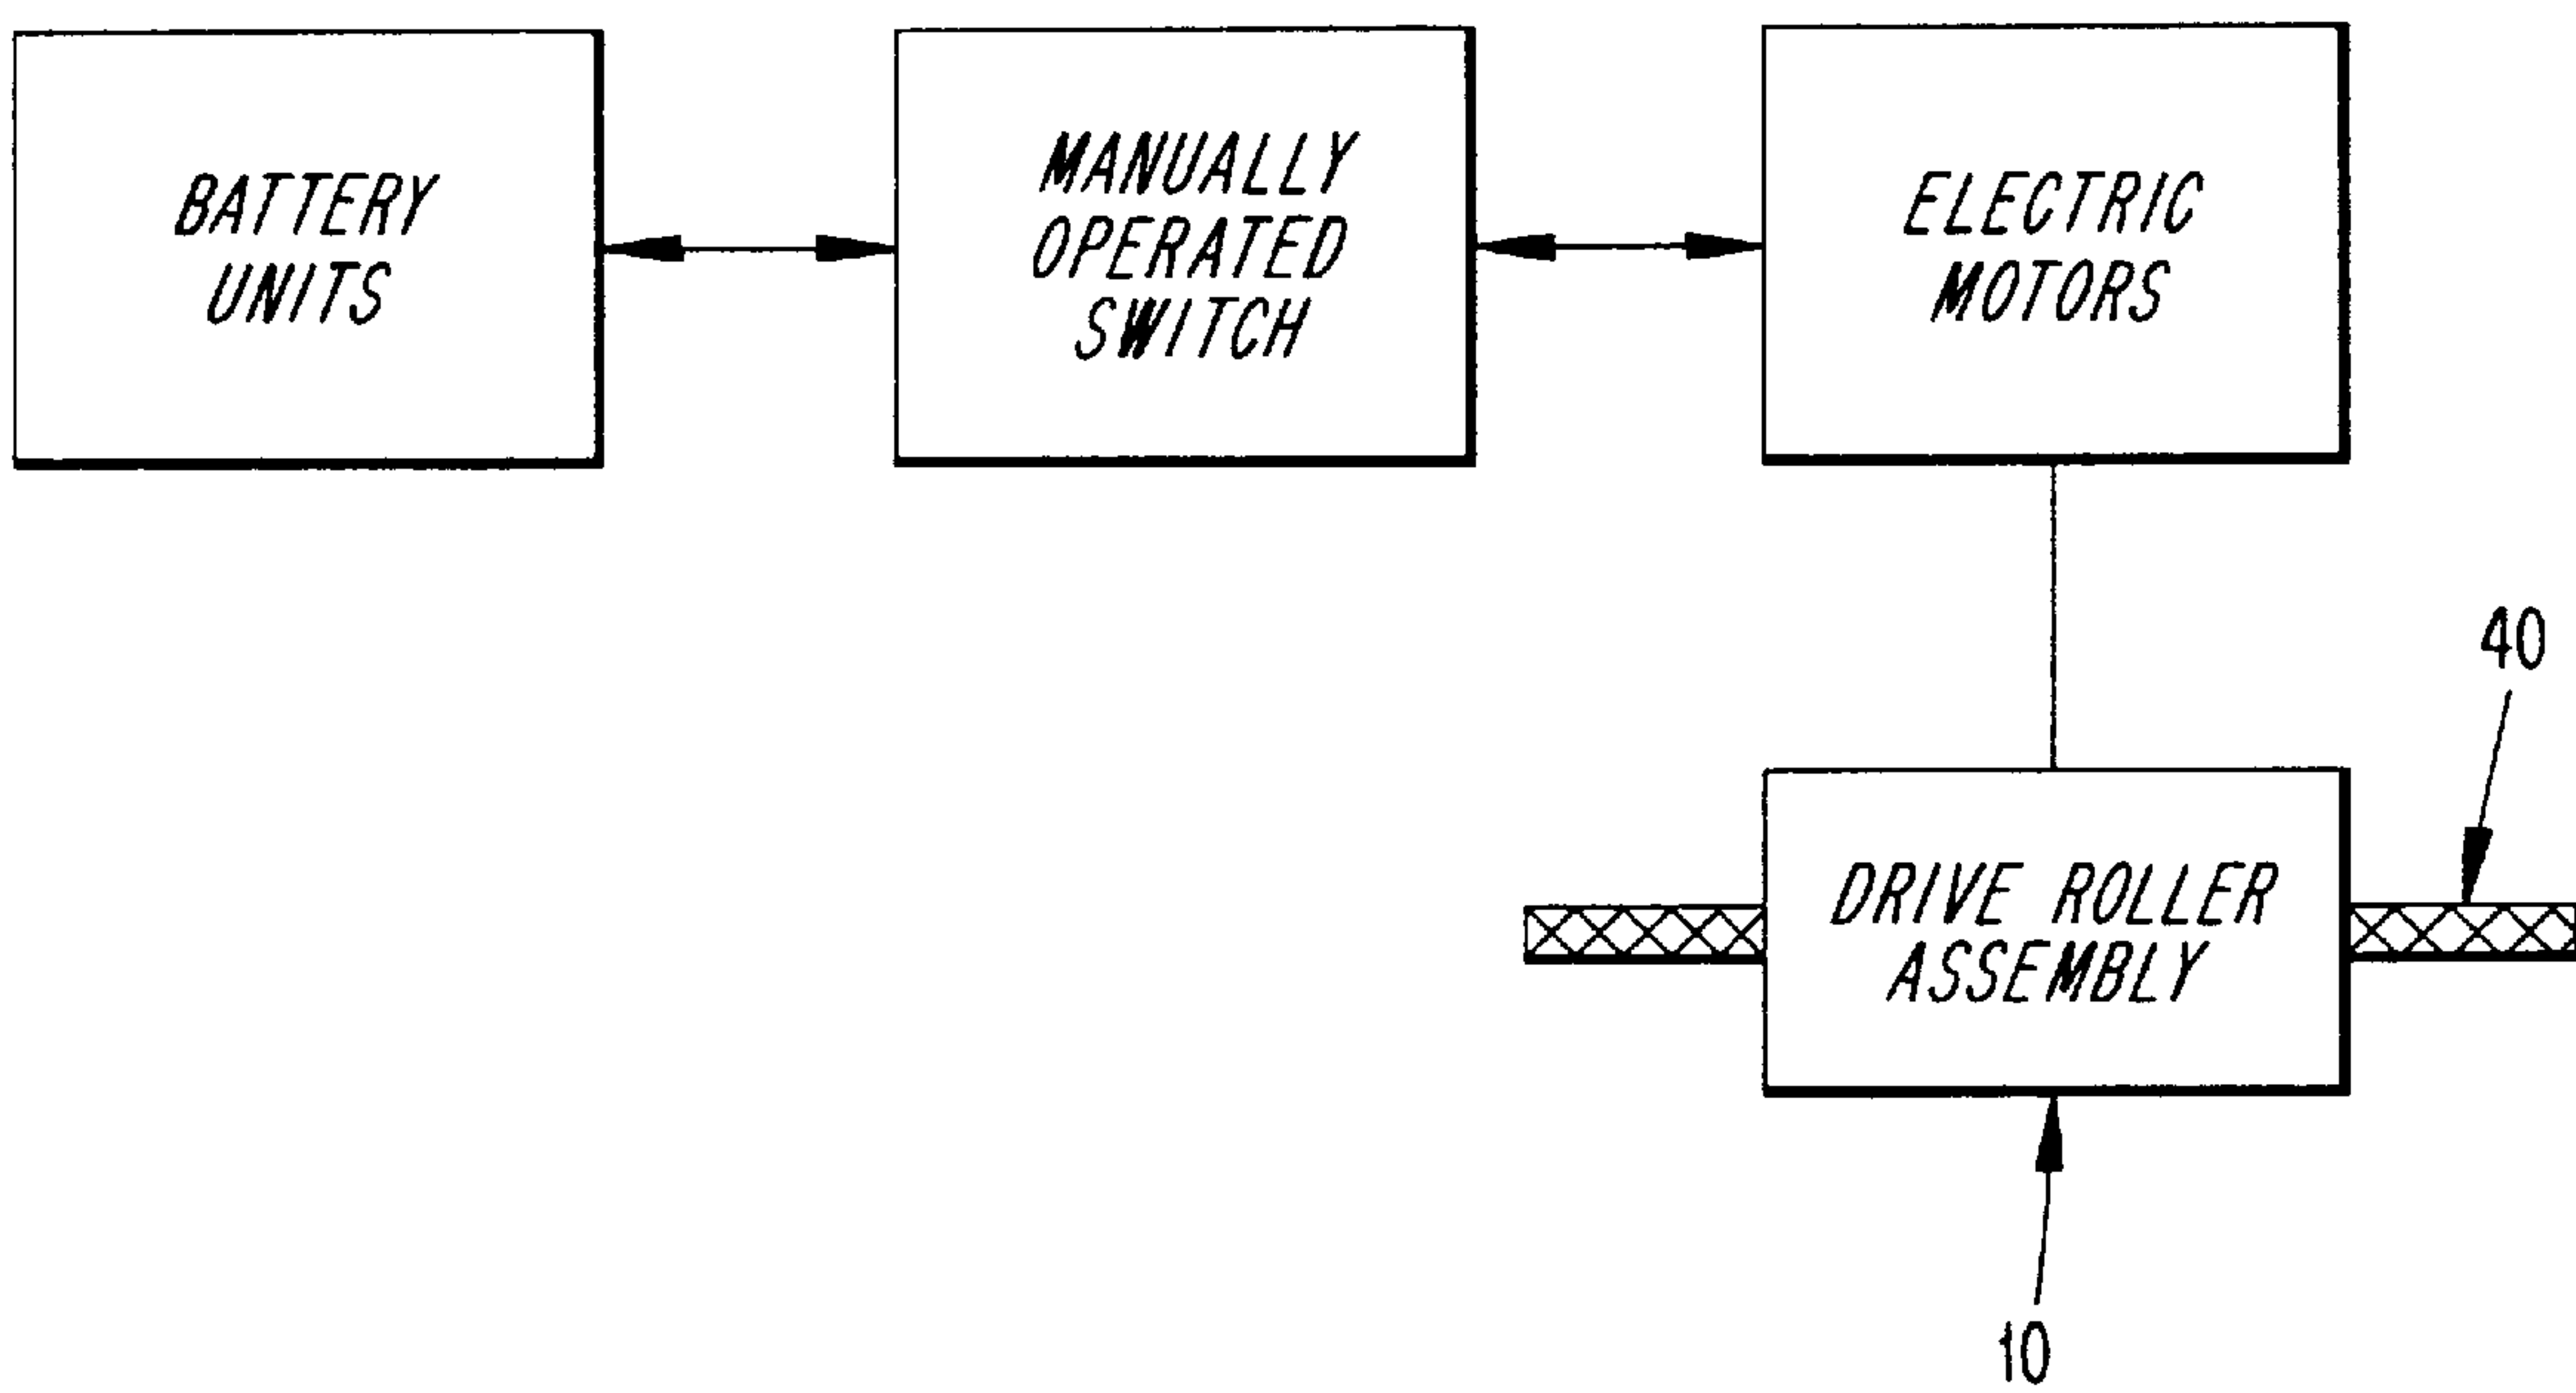 BATTERY
UNITS
MANUALLY
OPERATED
SWITCH
ELECTRIC
MOTORS
40
DRIVE ROLLER
ASSEMBLY
10